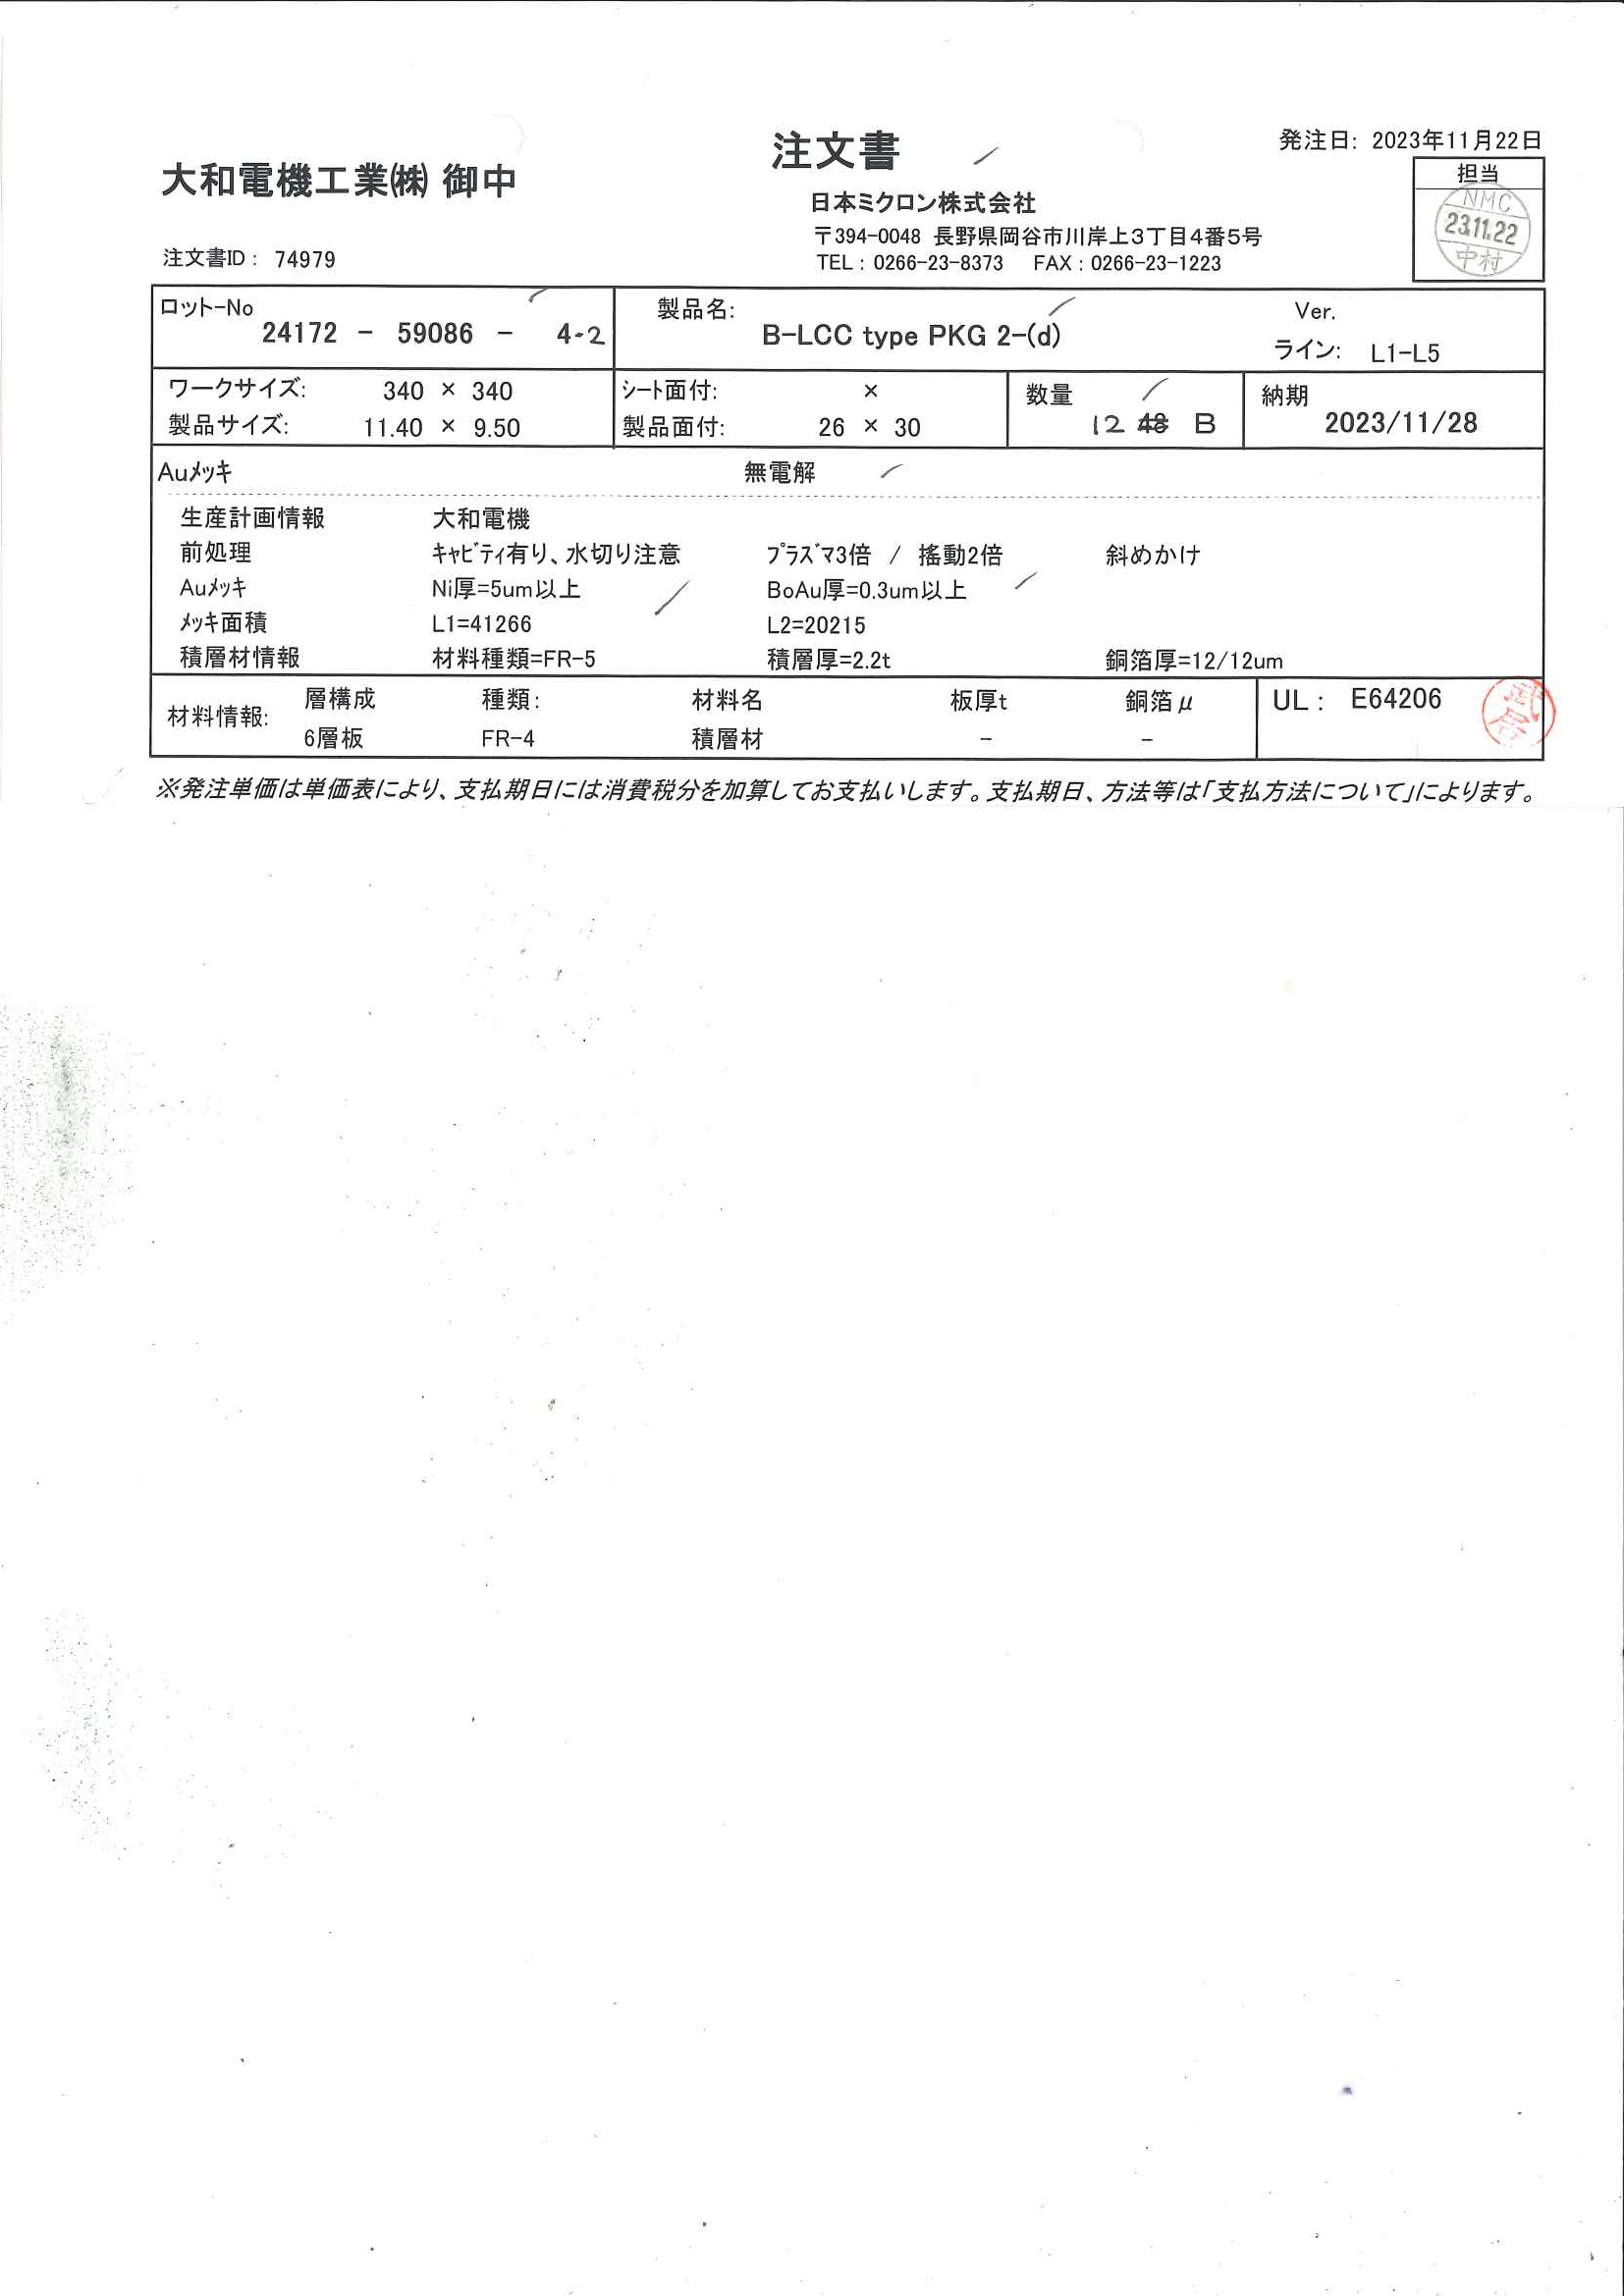 注文書
発注日: 2023年11月22日
大和電機工業㈱ 御中
担当
NMC
23.11.22
中村
日本ミクロン株式会社
〒394-0048 長野県岡谷市川岸上3丁目4番5号
TEL : 0266-23-8373 FAX : 0266-23-1223
注文書ID : 74979
ロット-No
24172 - 59086 - 4-2
製品名:
B-LCC type PKG 2-(d)
Ver.
ライン: L1-L5
ワークサイズ: 340 × 340
製品サイズ: 11.40 × 9.50
シート面付: ×
製品面付: 26 × 30
数量
12 48 B
納期
2023/11/28
Auメッキ 無電解
生産計画情報 大和電機
前処理 キャビティ有り、水切り注意 プラズマ3倍 / 搖動2倍 斜めかけ
Auメッキ Ni厚=5um以上 BoAu厚=0.3um以上
メッキ面積 L1=41266 L2=20215
積層材情報 材料種類=FR-5 積層厚=2.2t 銅箔厚=12/12um
材料情報:
層構成 種類: 材料名 板厚t 銅箔μ
6層板 FR-4 積層材 - -
UL : E64206
武居
※発注単価は単価表により、支払期日には消費税分を加算してお支払いします。支払期日、方法等は「支払方法について」によります。